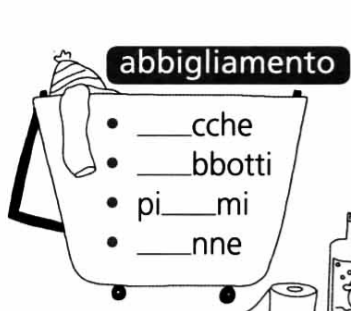 abbigliamento
• ____cche
• ____bbotti
• pi____mi
• ____nne